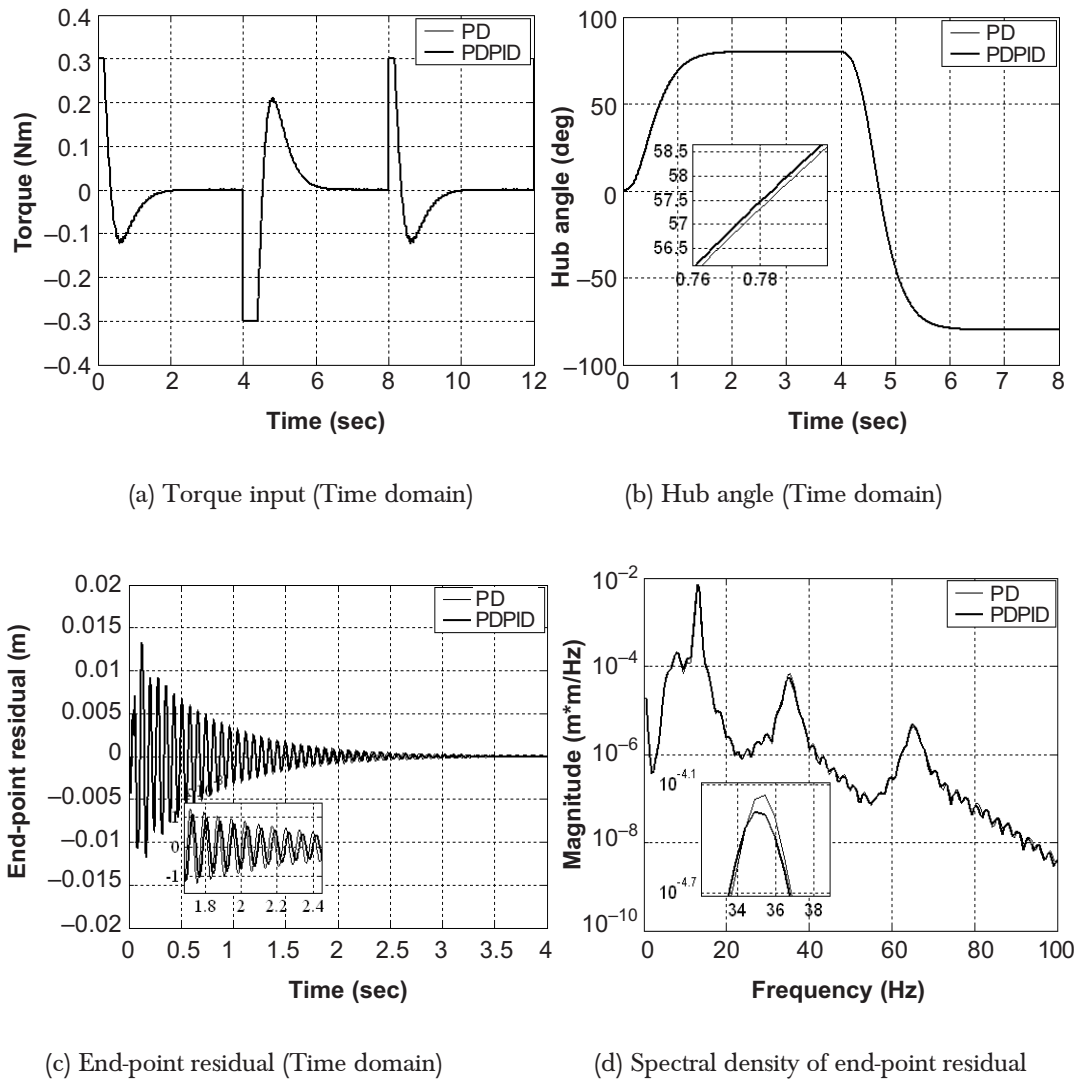 0.4
0.3
0.2
0.1
0
–0.1
–0.2
–0.3
–0.4
Torque (Nm)
PD
PDPID
0 2 4 6 8 10 12
Time (sec)
(a) Torque input (Time domain)
100
50
0
–50
–100
Hub angle (deg)
PD
PDPID
58.5
58
57.5
57
56.5
0.76 0.78
0 1 2 3 4 5 6 7 8
Time (sec)
(b) Hub angle (Time domain)
0.02
0.015
0.010
0.005
0
–0.005
–0.01
–0.015
–0.02
End-point residual (m)
PD
PDPID
0
-1
1.8 2 2.2 2.4
0 0.5 1 1.5 2 2.5 3 3.5 4
Time (sec)
(c) End-point residual (Time domain)
10–2
10–4
10–6
10–8
10–10
Magnitude (m*m/Hz)
PD
PDPID
10-4.1
10-4.7
34 36 38
0 20 40 60 80 100
Frequency (Hz)
(d) Spectral density of end-point residual